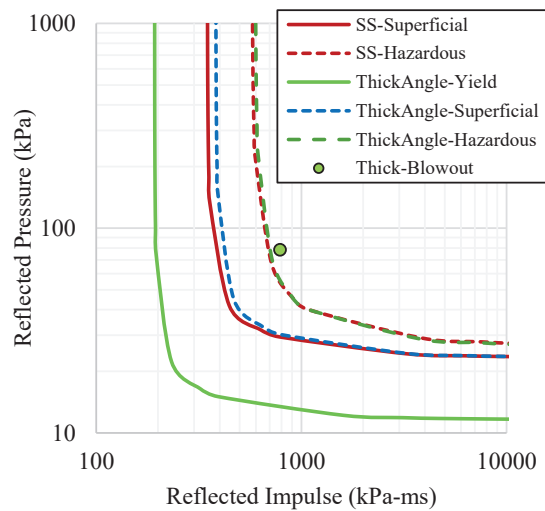 1000
100
10
Reflected Pressure (kPa)
SS-Superficial
SS-Hazardous
ThickAngle-Yield
ThickAngle-Superficial
ThickAngle-Hazardous
Thick-Blowout
100
1000
10000
Reflected Impulse (kPa-ms)